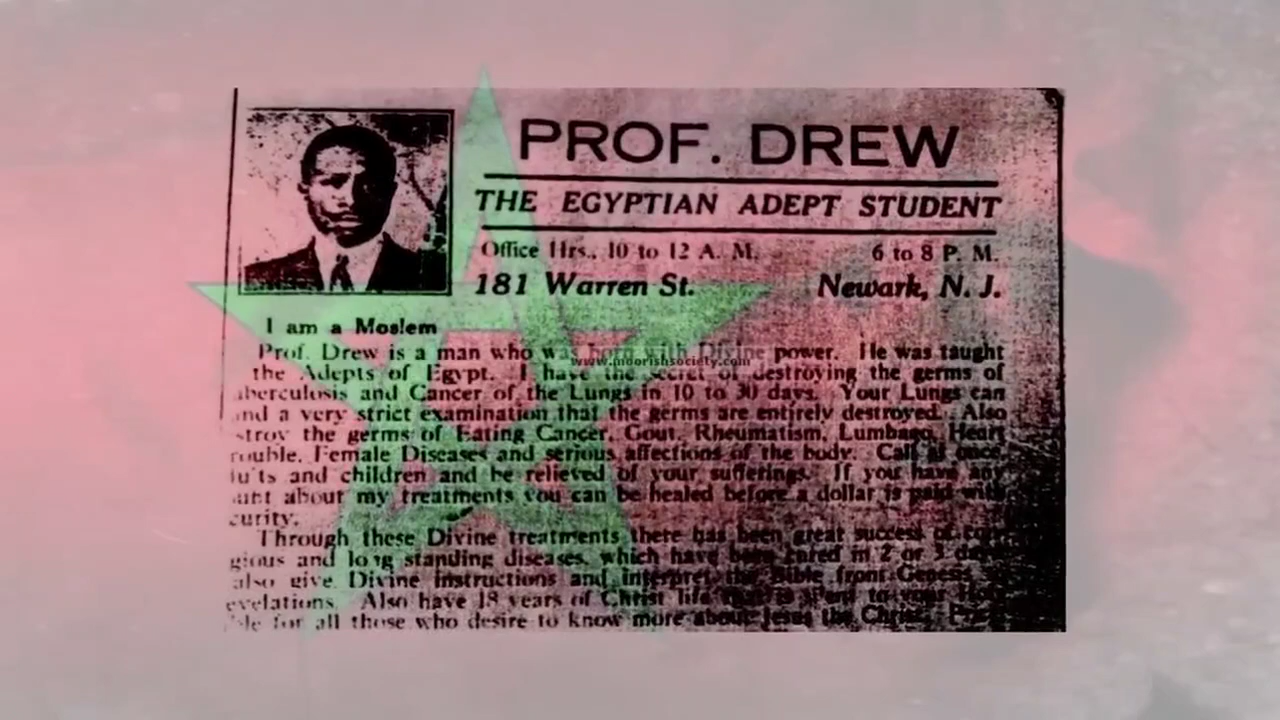 PROF. DREW
THE EGYPTIAN ADEPT STUDENT
Office Hrs., 10 to 12 A. M. 6 to 8 P. M.
181 Warren St. Newark, N. J.
I am a Moslem
Prof. Drew is a man who was born with Divine power. He was taught
www.moorishsociety.com
the Adepts of Egypt. I have the secret of destroying the germs of
uberculosis and Cancer of the Lungs in 10 to 30 days. Your Lungs can
and a very strict examination that the germs are entirely destroyed. Also
stroy the germs of Eating Cancer, Gout, Rheumatism, Lumbago, Heart
rouble, Female Diseases and serious affections of the body. Call at once
and children and be relieved of your sufferings. If you have any
about my treatments you can be healed before a dollar is paid with
curity.
Through these Divine treatments there has been great success of
gious and long standing diseases, which have been cured in 2 or 3
also give Divine instructions and interpret the Bible from Genesis
evelations. Also have 18 years of Christ life
for all those who desire to know more about Jesus the Christ.